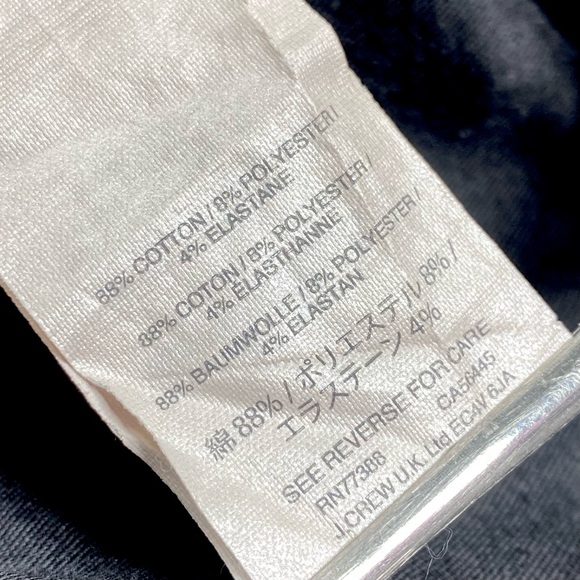 88% COTTON / 8% POLYESTER /
4% ELASTANE
88% COTON / 8% POLYESTER /
4% ELASTHANNE
88% BAUMWOLLE / 8% POLYESTER /
4% ELASTAN
綿 88% / ポリエステル 8% /
エラステーン 4%
SEE REVERSE FOR CARE
RN77388 CAE6445
J.CREW U.K. Ltd EC4V 6JA